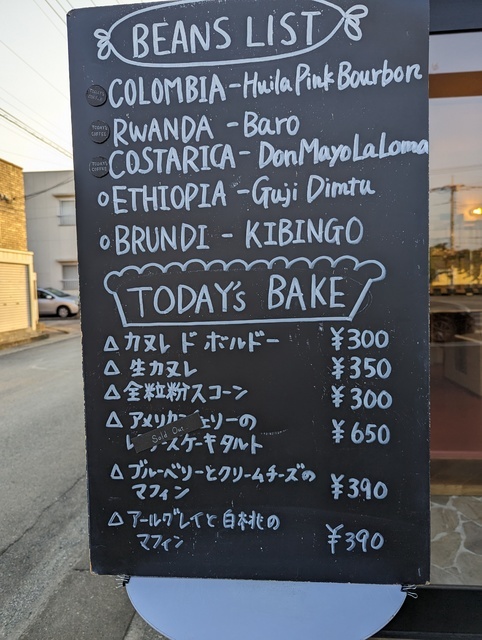 BEANS LIST
COLOMBIA - Huila Pink Bourbon
RWANDA - Baro
COSTARICA - DonMayoLaLoma
ETHIOPIA - Guji Dimtu
BRUNDI - KIBINGO
TODAY's BAKE
△カヌレ ド ボルドー ¥300
△生カヌレ ¥350
△全粒粉スコーン ¥300
△アメリカンチェリーの
Sold Out
ケーキタルト ¥650
△ブルーベリーとクリームチーズの
マフィン ¥390
△アールグレイと白桃の
マフィン ¥390